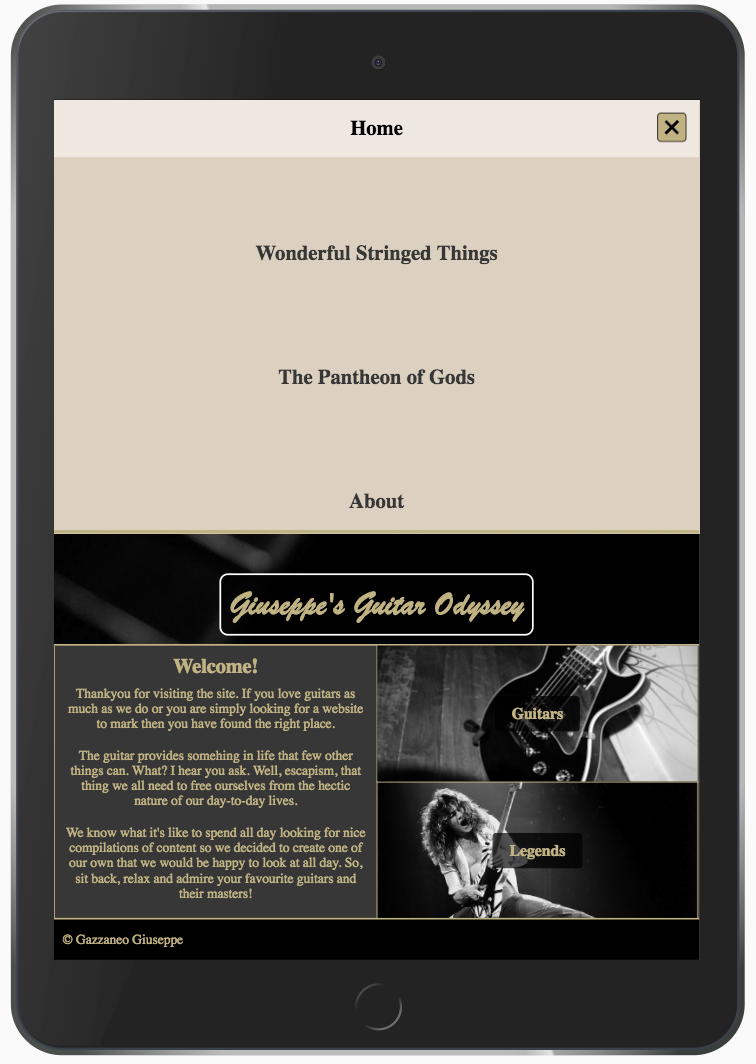 Home
Wonderful Stringed Things
The Pantheon of Gods
About
Giuseppe's Guitar Odyssey
Welcome!
Thankyou for visiting the site. If you love guitars as
much as we do or you are simply looking for a website
to mark then you have found the right place.
The guitar provides somehing in life that few other
things can. What? I hear you ask. Well, escapism, that
thing we all need to free ourselves from the hectic
nature of our day-to-day lives.
We know what it's like to spend all day looking for nice
compilations of content so we decided to create one of
our own that we would be happy to look at all day. So,
sit back, relax and admire your favourite guitars and
their masters!
Guitars
Legends
© Gazzaneo Giuseppe